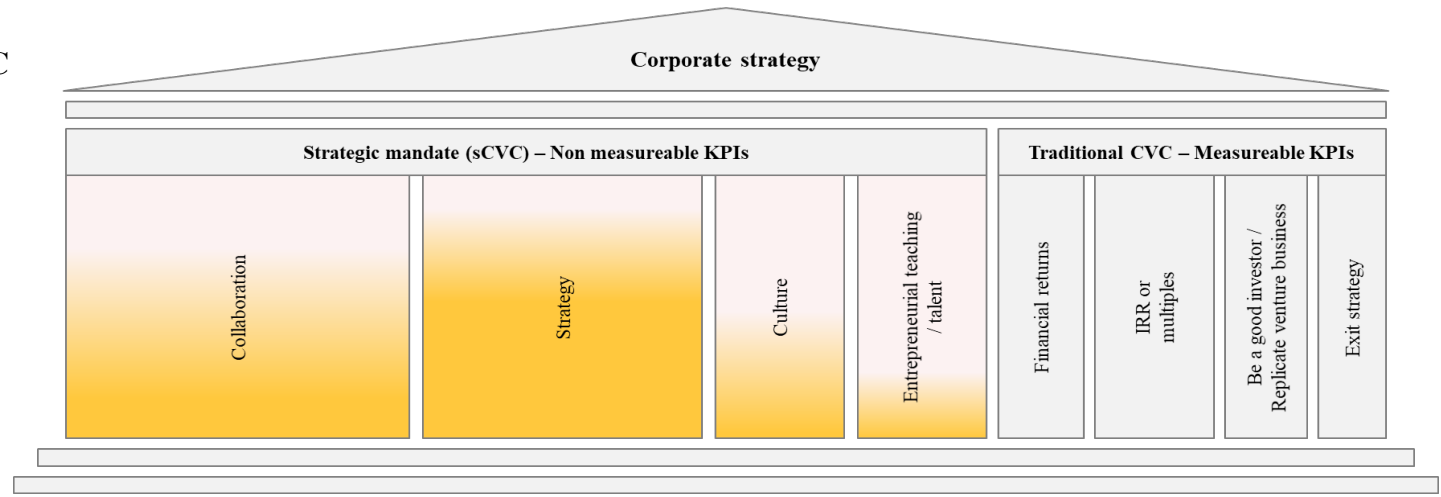 C
Corporate strategy
Strategic mandate (sCVC) – Non measureable KPIs
Traditional CVC – Measureable KPIs
Collaboration
Strategy
Culture
Entrepreneurial teaching
/ talent
Financial returns
IRR or
multiples
Be a good investor /
Replicate venture business
Exit strategy